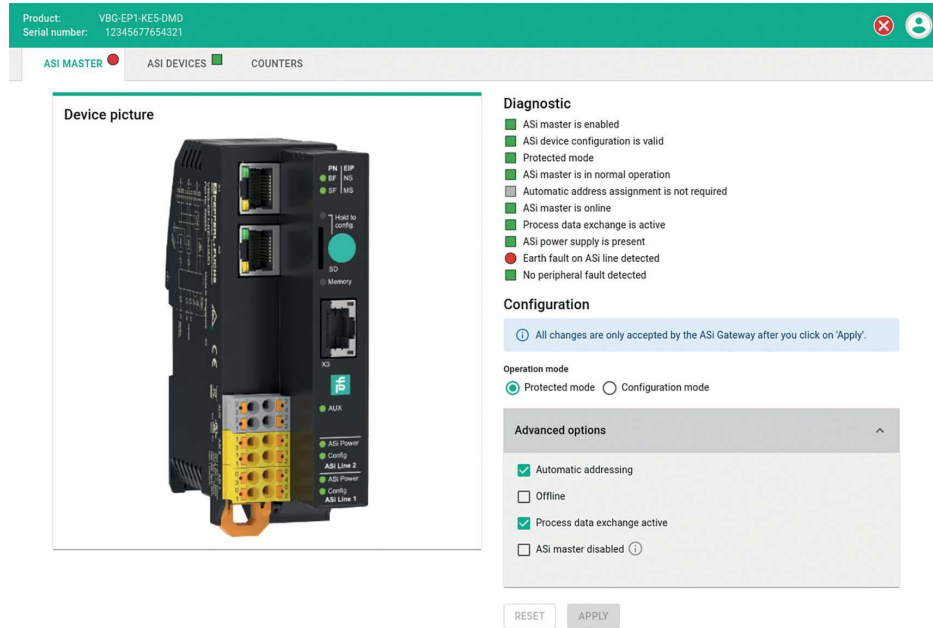 Product: VBG-EP1-KE5-DMD
Serial number: 12345677654321
ASI MASTER ASI DEVICES COUNTERS
Device picture
PN EIP
BF NS
SF MS
Hold to
config.
SD
Memory
X3
AUX
ASi Power
Config
ASi Line 2
ASi Power
Config
ASi Line 1
PEPPERL+FUCHS
Diagnostic
ASi master is enabled
ASi device configuration is valid
Protected mode
ASi master is in normal operation
Automatic address assignment is not required
ASi master is online
Process data exchange is active
ASi power supply is present
Earth fault on ASi line detected
No peripheral fault detected
Configuration
All changes are only accepted by the ASi Gateway after you click on 'Apply'.
Operation mode
Protected mode Configuration mode
Advanced options
Automatic addressing
Offline
Process data exchange active
ASi master disabled
RESET APPLY